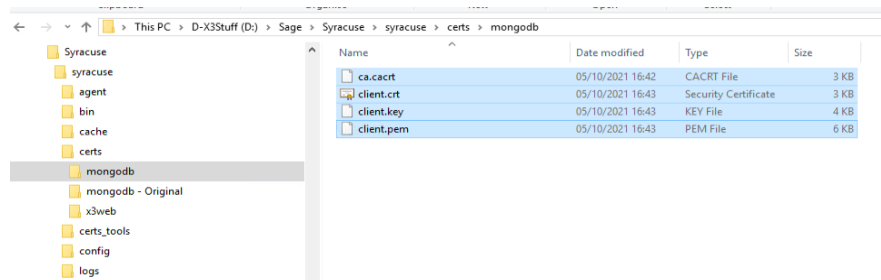 This PC > D-X3Stuff (D:) > Sage > Syracuse > syracuse > certs > mongodb
Syracuse
syracuse
agent
bin
cache
certs
mongodb
mongodb - Original
x3web
certs_tools
config
logs
Name Date modified Type Size
ca.cacrt 05/10/2021 16:42 CACRT File 3 KB
client.crt 05/10/2021 16:43 Security Certificate 3 KB
client.key 05/10/2021 16:43 KEY File 4 KB
client.pem 05/10/2021 16:43 PEM File 6 KB